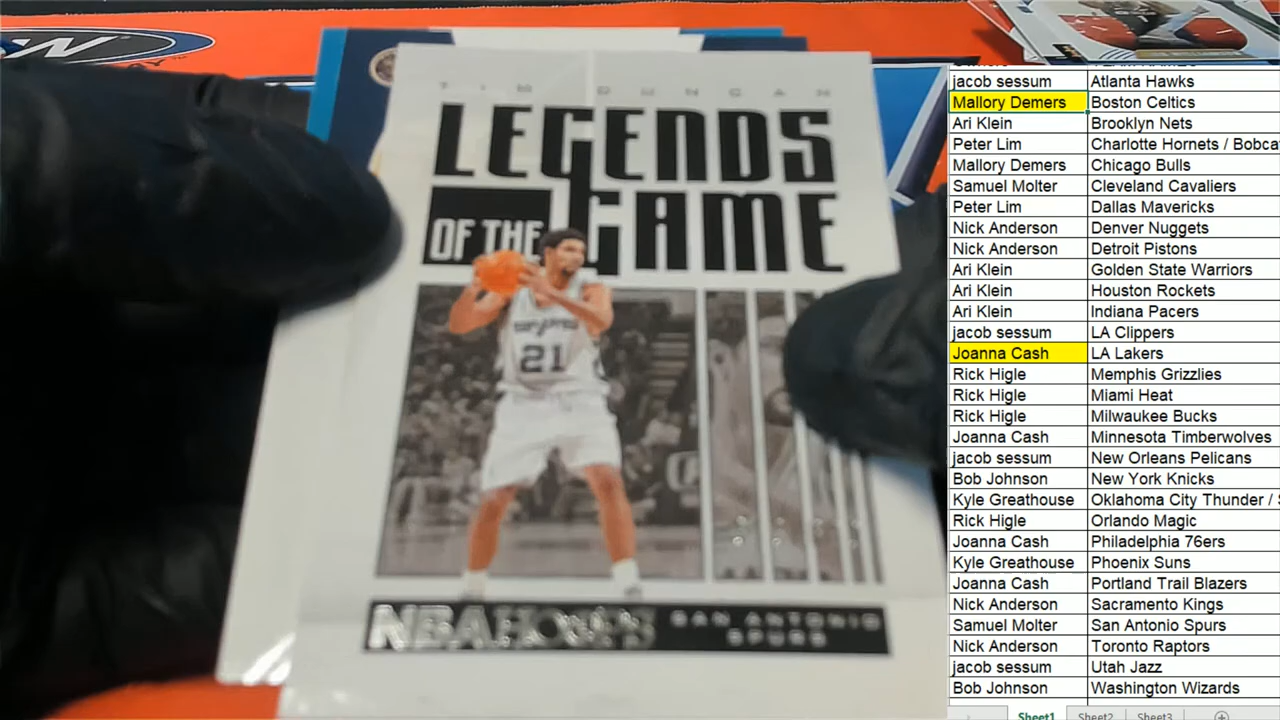 W
TIM DUNCAN
LEGENDS
OF THE GAME
21
NBA HOOPS
SAN ANTONIO
SPURS
jacob sessum Atlanta Hawks
Mallory Demers Boston Celtics
Ari Klein Brooklyn Nets
Peter Lim Charlotte Hornets / Bobca
Mallory Demers Chicago Bulls
Samuel Molter Cleveland Cavaliers
Peter Lim Dallas Mavericks
Nick Anderson Denver Nuggets
Nick Anderson Detroit Pistons
Ari Klein Golden State Warriors
Ari Klein Houston Rockets
Ari Klein Indiana Pacers
jacob sessum LA Clippers
Joanna Cash LA Lakers
Rick Higle Memphis Grizzlies
Rick Higle Miami Heat
Rick Higle Milwaukee Bucks
Joanna Cash Minnesota Timberwolves
jacob sessum New Orleans Pelicans
Bob Johnson New York Knicks
Kyle Greathouse Oklahoma City Thunder /
Rick Higle Orlando Magic
Joanna Cash Philadelphia 76ers
Kyle Greathouse Phoenix Suns
Joanna Cash Portland Trail Blazers
Nick Anderson Sacramento Kings
Samuel Molter San Antonio Spurs
Nick Anderson Toronto Raptors
jacob sessum Utah Jazz
Bob Johnson Washington Wizards
Sheet1 Sheet2 Sheet3